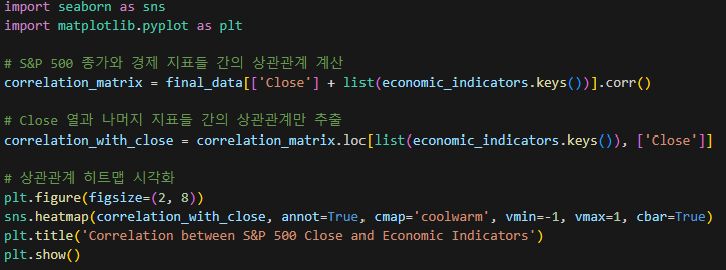 import seaborn as sns
import matplotlib.pyplot as plt
# S&P 500 종가와 경제 지표들 간의 상관관계 계산
correlation_matrix = final_data[['Close'] + list(economic_indicators.keys())].corr()
# Close 열과 나머지 지표들 간의 상관관계만 추출
correlation_with_close = correlation_matrix.loc[list(economic_indicators.keys()), ['Close']]
# 상관관계 히트맵 시각화
plt.figure(figsize=(2, 8))
sns.heatmap(correlation_with_close, annot=True, cmap='coolwarm', vmin=-1, vmax=1, cbar=True)
plt.title('Correlation between S&P 500 Close and Economic Indicators')
plt.show()